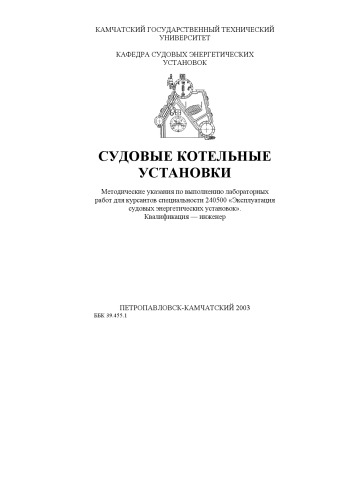 КАМЧАТСКИЙ ГОСУДАРСТВЕННЫЙ ТЕХНИЧЕСКИЙ
УНИВЕРСИТЕТ
КАФЕДРА СУДОВЫХ ЭНЕРГЕТИЧЕСКИХ
УСТАНОВОК
СУДОВЫЕ КОТЕЛЬНЫЕ
УСТАНОВКИ
Методические указания по выполнению лабораторных
работ для курсантов специальности 240500 «Эксплуатация
судовых энергетических установок».
Квалификация — инженер
ПЕТРОПАВЛОВСК-КАМЧАТСКИЙ 2003
ББК 39.455.1